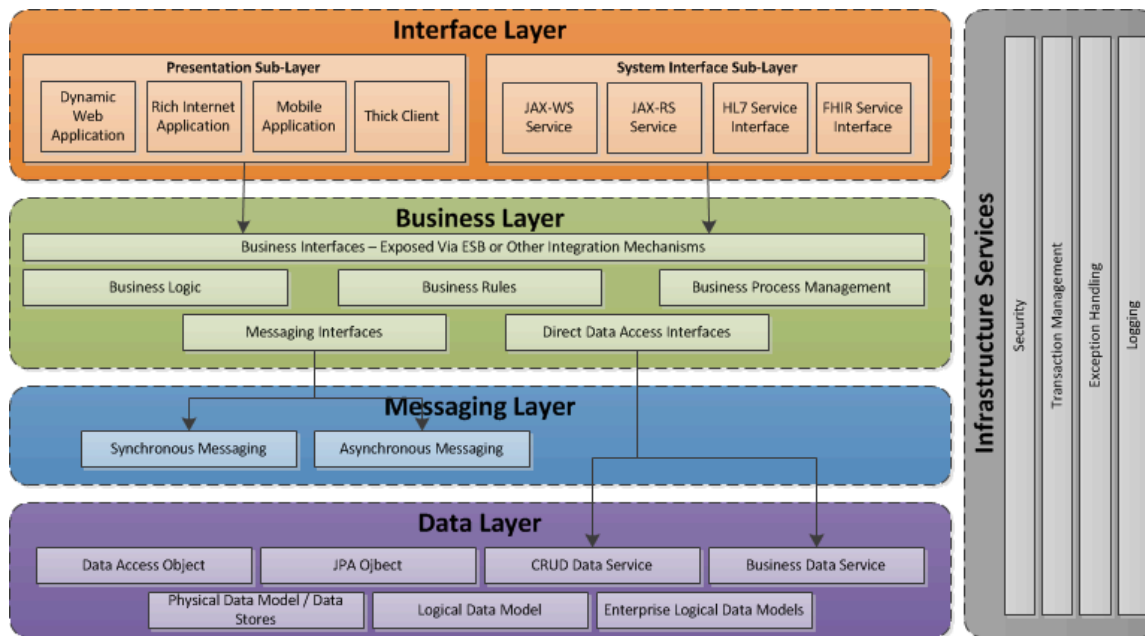 Interface Layer
Presentation Sub-Layer
Dynamic
Web
Application
Rich Internet
Application
Mobile
Application
Thick Client
System Interface Sub-Layer
JAX-WS
Service
JAX-RS
Service
HL7 Service
Interface
FHIR Service
Interface
Business Layer
Business Interfaces – Exposed Via ESB or Other Integration Mechanisms
Business Logic
Business Rules
Business Process Management
Messaging Interfaces
Direct Data Access Interfaces
Messaging Layer
Synchronous Messaging
Asynchronous Messaging
Data Layer
Data Access Object
JPA Ojbect
CRUD Data Service
Business Data Service
Physical Data Model / Data
Stores
Logical Data Model
Enterprise Logical Data Models
Infrastructure Services
Security
Transaction Management
Exception Handling
Logging